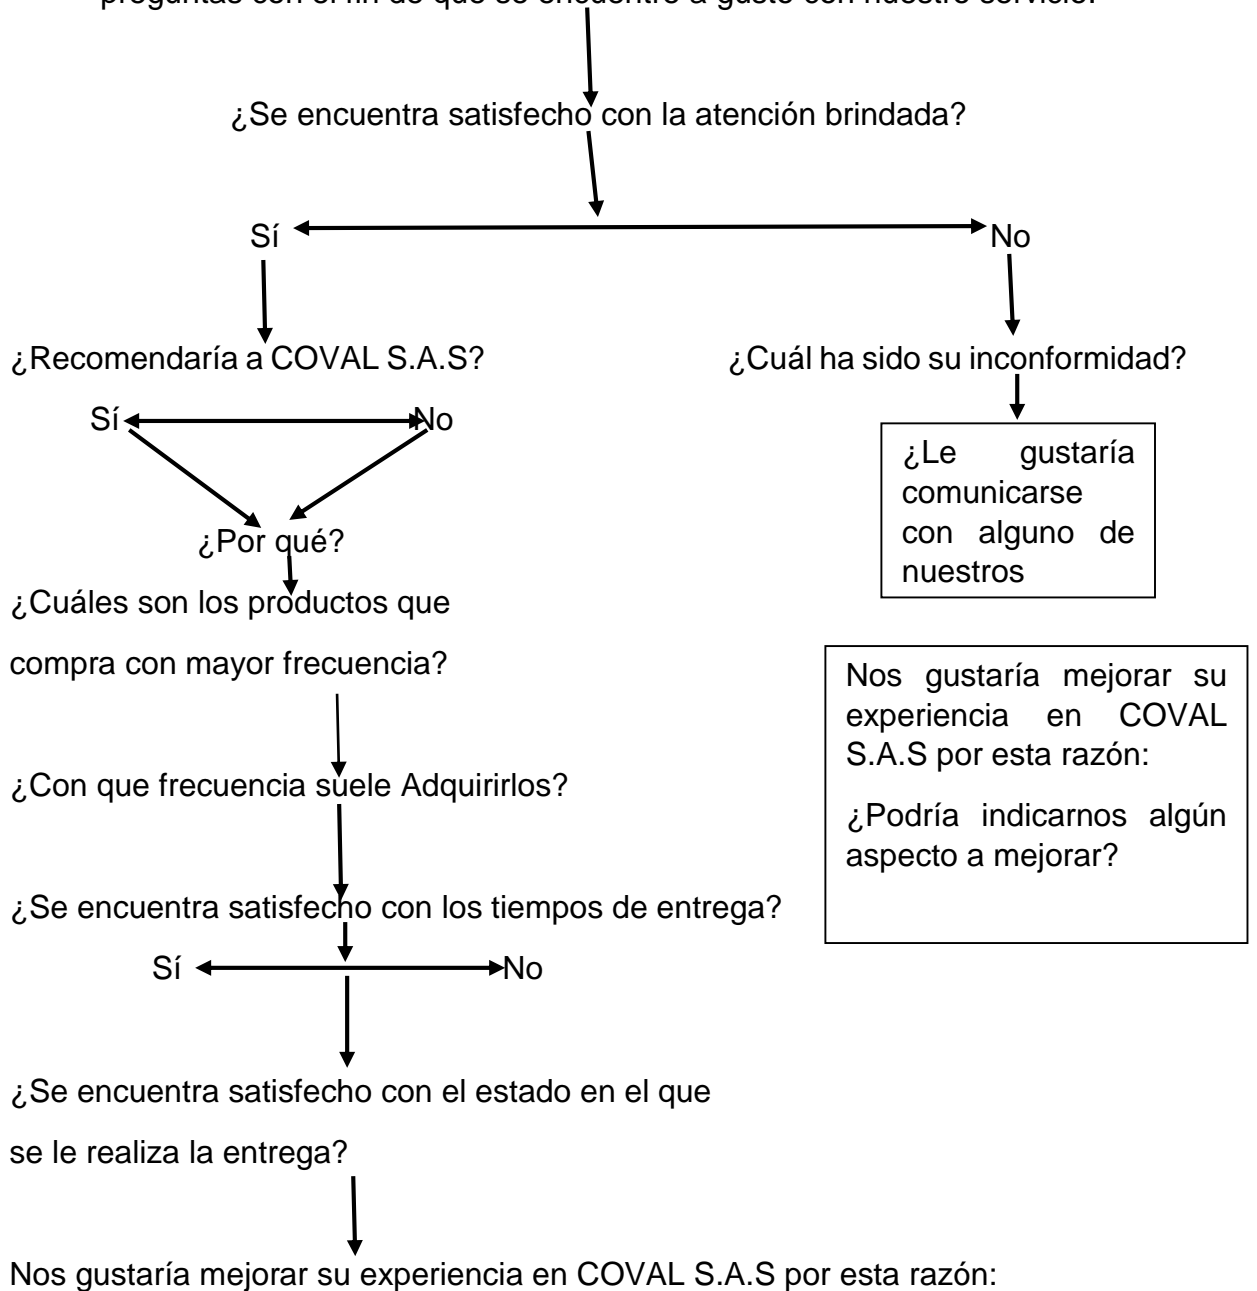 preguntas con el fin de que se encuentre a gusto con nuestro servicio.
¿Se encuentra satisfecho con la atención brindada?
Sí
No
¿Recomendaría a COVAL S.A.S?
¿Cuál ha sido su inconformidad?
Sí
No
¿Le gustaría
comunicarse
con alguno de
nuestros
¿Por qué?
¿Cuáles son los productos que
compra con mayor frecuencia?
Nos gustaría mejorar su
experiencia en COVAL
S.A.S por esta razón:
¿Podría indicarnos algún
aspecto a mejorar?
¿Con que frecuencia suele Adquirirlos?
¿Se encuentra satisfecho con los tiempos de entrega?
Sí
No
¿Se encuentra satisfecho con el estado en el que
se le realiza la entrega?
Nos gustaría mejorar su experiencia en COVAL S.A.S por esta razón: